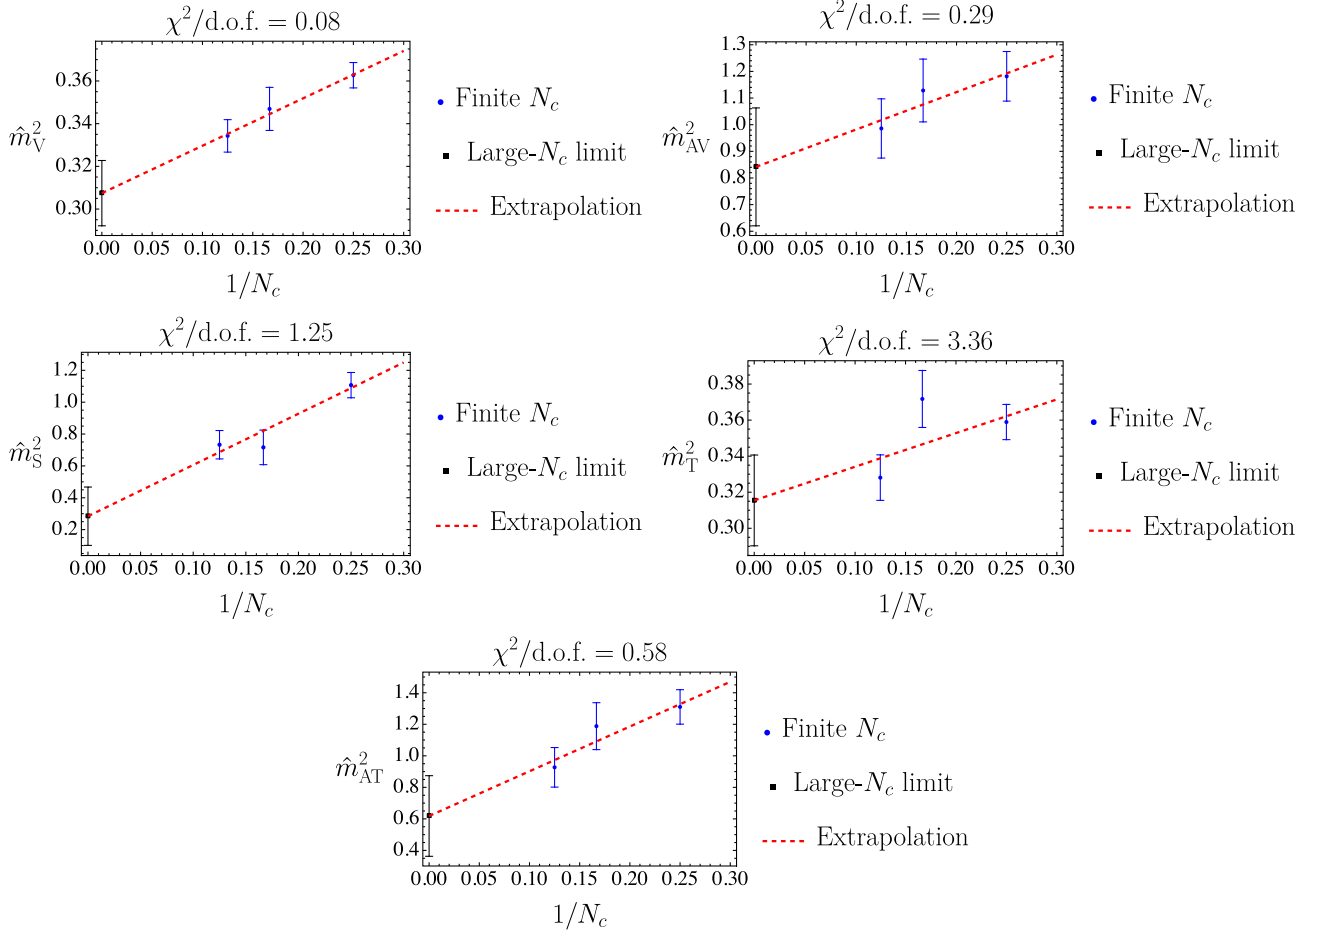 χ²/d.o.f. = 0.08
0.36
0.34
0.32
0.30
m̂²_V
0.00 0.05 0.10 0.15 0.20 0.25 0.30
1/N_c
Finite N_c
Large-N_c limit
Extrapolation
χ²/d.o.f. = 0.29
1.3
1.2
1.1
1.0
0.9
0.8
0.7
0.6
m̂²_AV
0.00 0.05 0.10 0.15 0.20 0.25 0.30
1/N_c
Finite N_c
Large-N_c limit
Extrapolation
χ²/d.o.f. = 1.25
1.2
1.0
0.8
0.6
0.4
0.2
m̂²_S
0.00 0.05 0.10 0.15 0.20 0.25 0.30
1/N_c
Finite N_c
Large-N_c limit
Extrapolation
χ²/d.o.f. = 3.36
0.38
0.36
0.34
0.32
0.30
m̂²_T
0.00 0.05 0.10 0.15 0.20 0.25 0.30
1/N_c
Finite N_c
Large-N_c limit
Extrapolation
χ²/d.o.f. = 0.58
1.4
1.2
1.0
0.8
0.6
0.4
m̂²_AT
0.00 0.05 0.10 0.15 0.20 0.25 0.30
1/N_c
Finite N_c
Large-N_c limit
Extrapolation